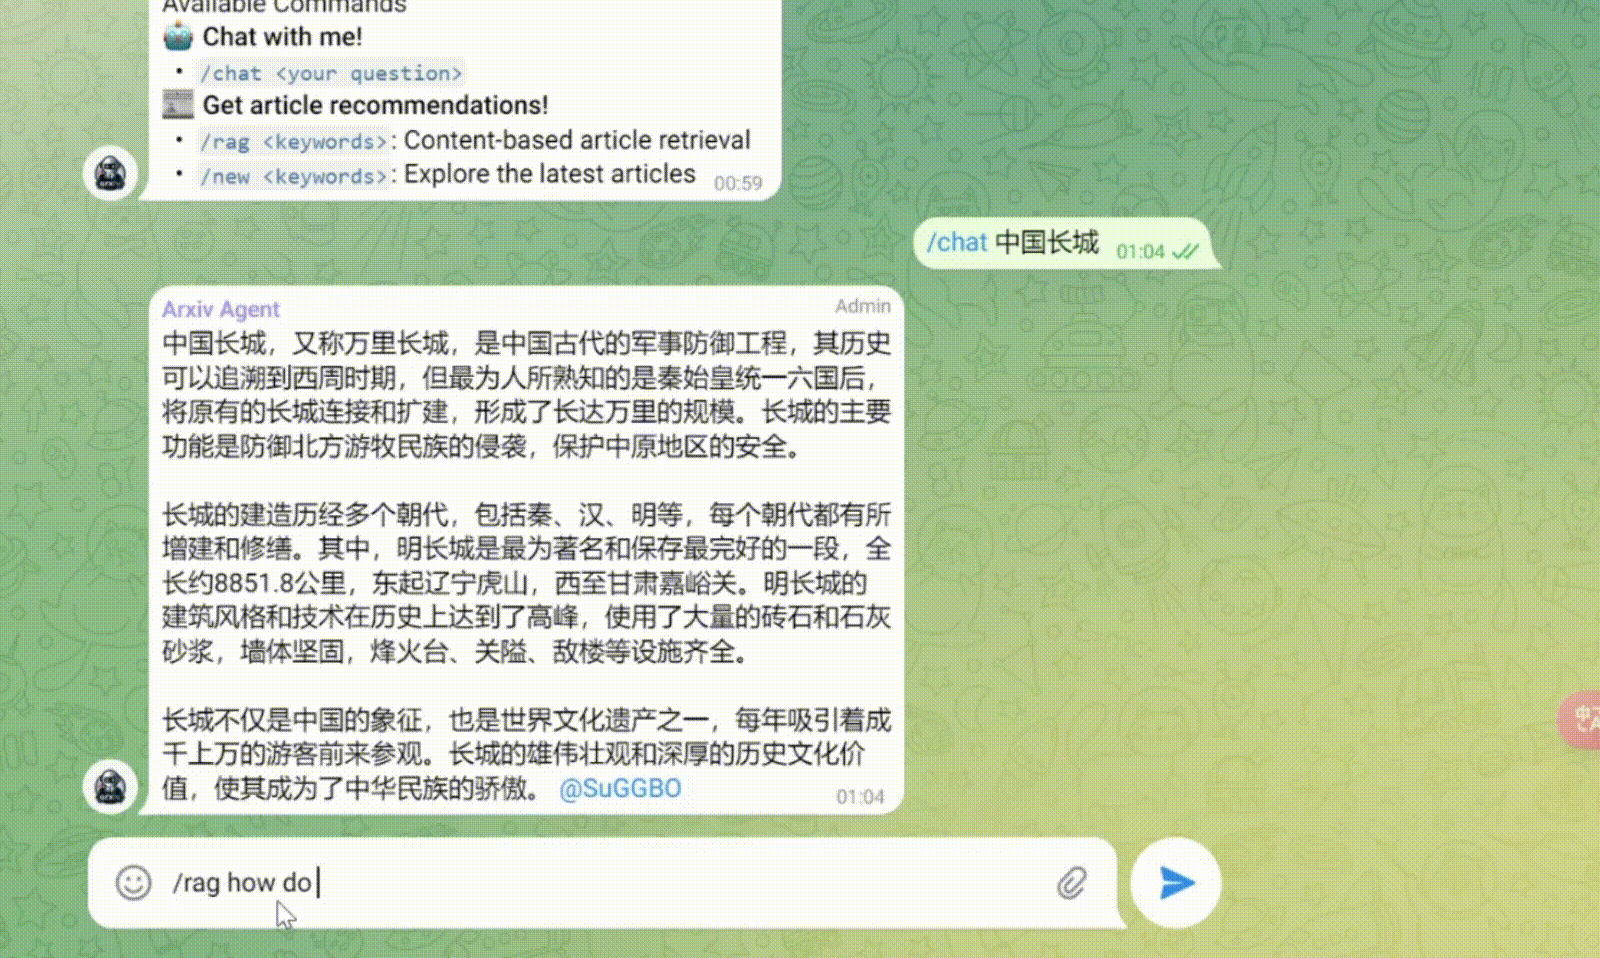 Available Commands
Chat with me!
• /chat <your question>
Get article recommendations!
• /rag <keywords>: Content-based article retrieval
• /new <keywords>: Explore the latest articles 00:59
/chat 中国长城 01:04
Arxiv Agent Admin
中国长城，又称万里长城，是中国古代的军事防御工程，其历史
可以追溯到西周时期，但最为人所熟知的是秦始皇统一六国后，
将原有的长城连接和扩建，形成了长达万里的规模。长城的主要
功能是防御北方游牧民族的侵袭，保护中原地区的安全。
长城的建造历经多个朝代，包括秦、汉、明等，每个朝代都有所
增建和修缮。其中，明长城是最为著名和保存最完好的一段，全
长约8851.8公里，东起辽宁虎山，西至甘肃嘉峪关。明长城的
建筑风格和技术在历史上达到了高峰，使用了大量的砖石和石灰
砂浆，墙体坚固，烽火台、关隘、敌楼等设施齐全。
长城不仅是中国的象征，也是世界文化遗产之一，每年吸引着成
千上万的游客前来参观。长城的雄伟壮观和深厚的历史文化价
值，使其成为了中华民族的骄傲。 @SuGGBO 01:04
/rag how do